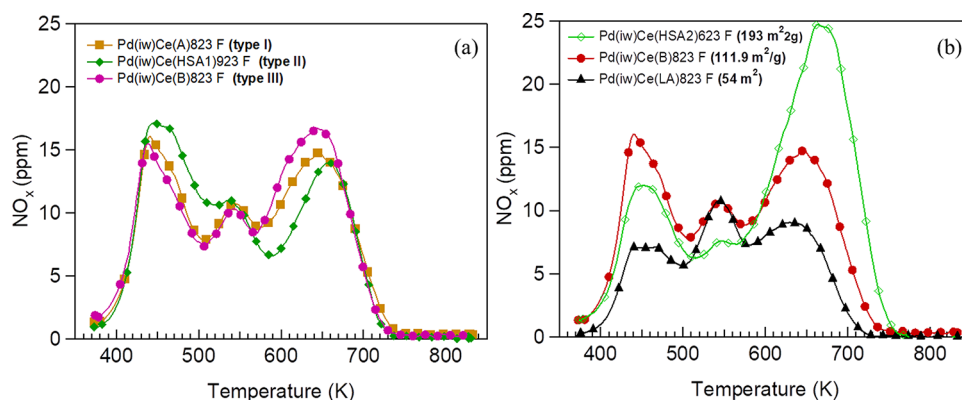 (a)
Pd(iw)Ce(A)823 F (type I)
Pd(iw)Ce(HSA1)923 F (type II)
Pd(iw)Ce(B)823 F (type III)
NOx (ppm)
25
20
15
10
5
0
400 500 600 700 800
Temperature (K)
(b)
Pd(iw)Ce(HSA2)623 F (193 m²2g)
Pd(iw)Ce(B)823 F (111.9 m²/g)
Pd(iw)Ce(LA)823 F (54 m²)
NOx (ppm)
25
20
15
10
5
0
400 500 600 700 800
Temperature (K)